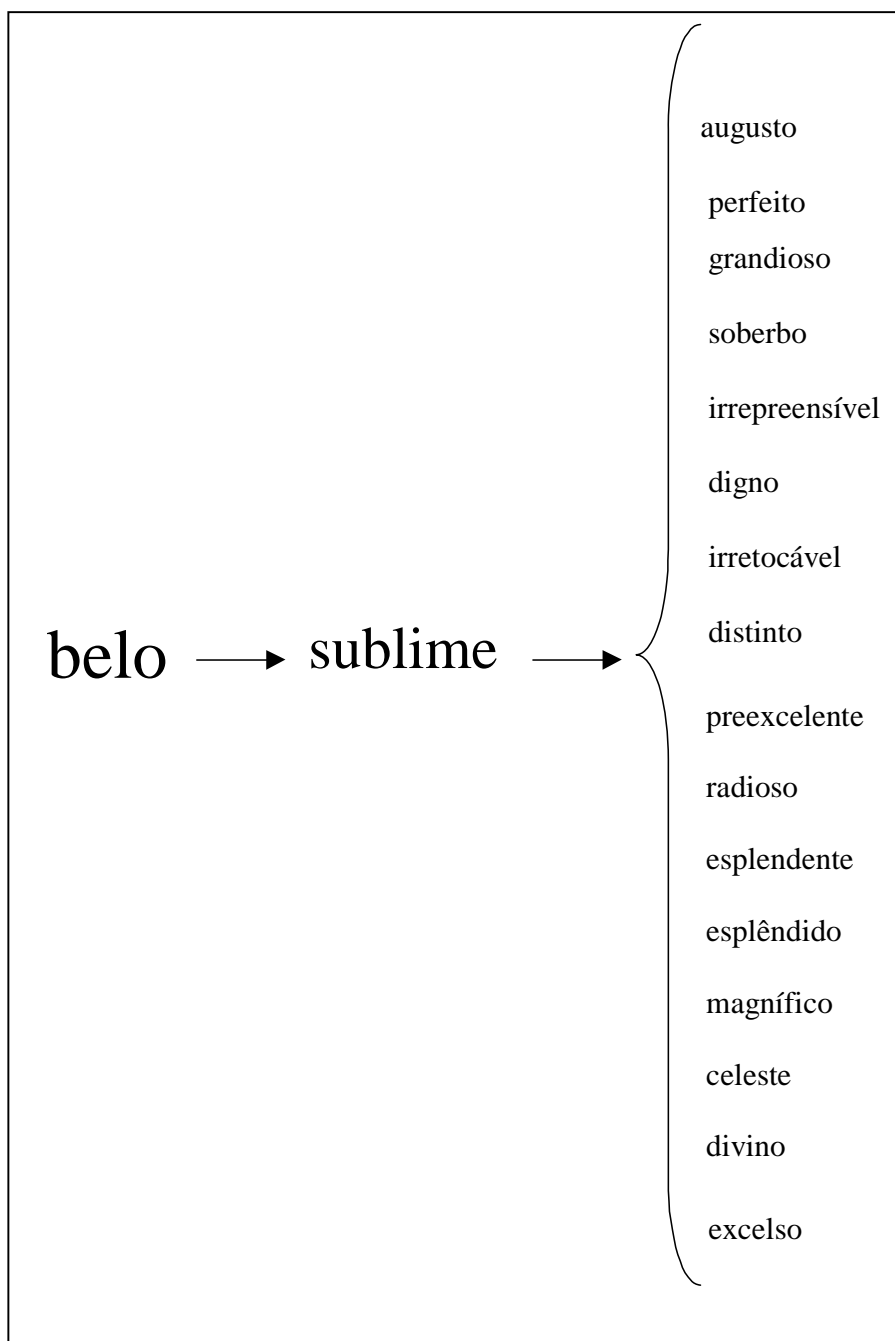 belo
sublime
augusto
perfeito
grandioso
soberbo
irrepreensível
digno
irretocável
distinto
preexcelente
radioso
esplendente
esplêndido
magnífico
celeste
divino
excelso